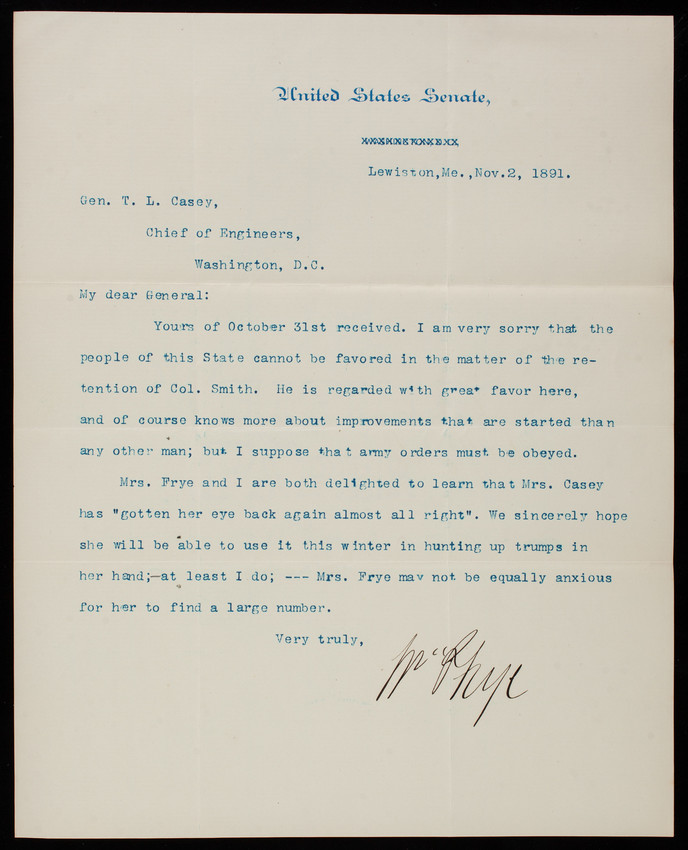 United States Senate,
Lewiston,Me.,Nov.2, 1891.
Gen. T. L. Casey,
Chief of Engineers,
Washington, D.C.
My dear General:
Yours of October 31st received. I am very sorry that the
people of this State cannot be favored in the matter of the re-
tention of Col. Smith. He is regarded with great favor here,
and of course knows more about improvements that are started than
any other man; but I suppose that army orders must be obeyed.
Mrs. Frye and I are both delighted to learn that Mrs. Casey
has "gotten her eye back again almost all right". We sincerely hope
she will be able to use it this winter in hunting up trumps in
her hand;—at least I do; --- Mrs. Frye may not be equally anxious
for her to find a large number.
Very truly,
Wm P Frye